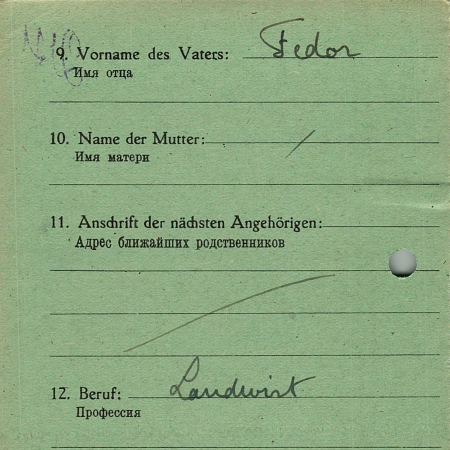 9. Vorname des Vaters: Fedor
Имя отца
10. Name der Mutter: /
Имя матери
11. Anschrift der nächsten Angehörigen:
Адрес ближайших родственников
12. Beruf: Landwirt
Профессия